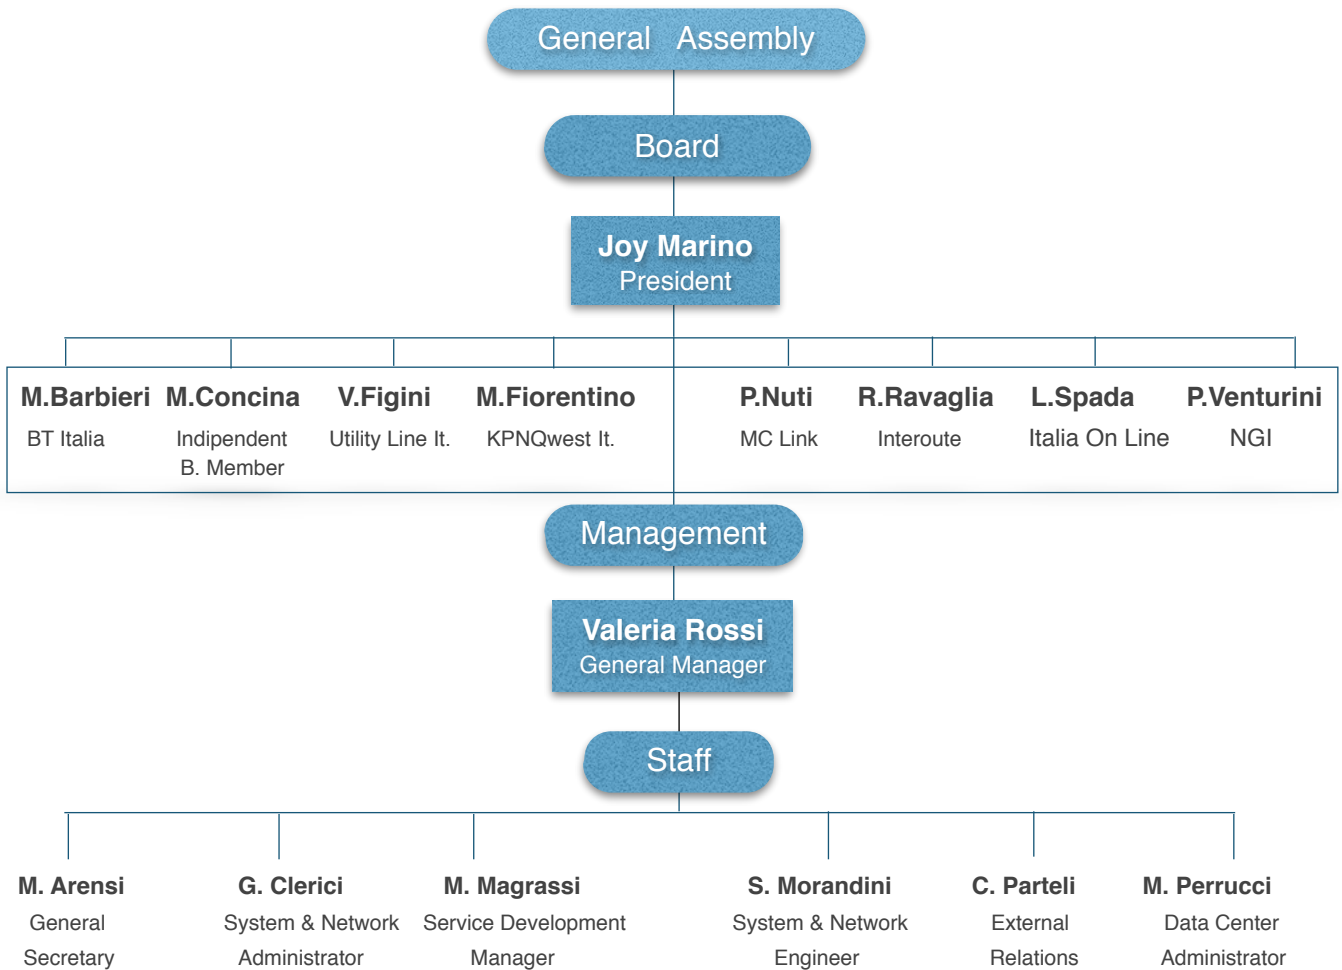 General Assembly
Board
Joy Marino
President
M.Barbieri M.Concina V.Figini M.Fiorentino P.Nuti R.Ravaglia L.Spada P.Venturini
BT Italia Indipendent Utility Line It. KPNQwest It. MC Link Interoute Italia On Line NGI
B. Member
Management
Valeria Rossi
General Manager
Staff
M. Arensi G. Clerici M. Magrassi S. Morandini C. Parteli M. Perrucci
General System & Network Service Development System & Network External Data Center
Secretary Administrator Manager Engineer Relations Administrator